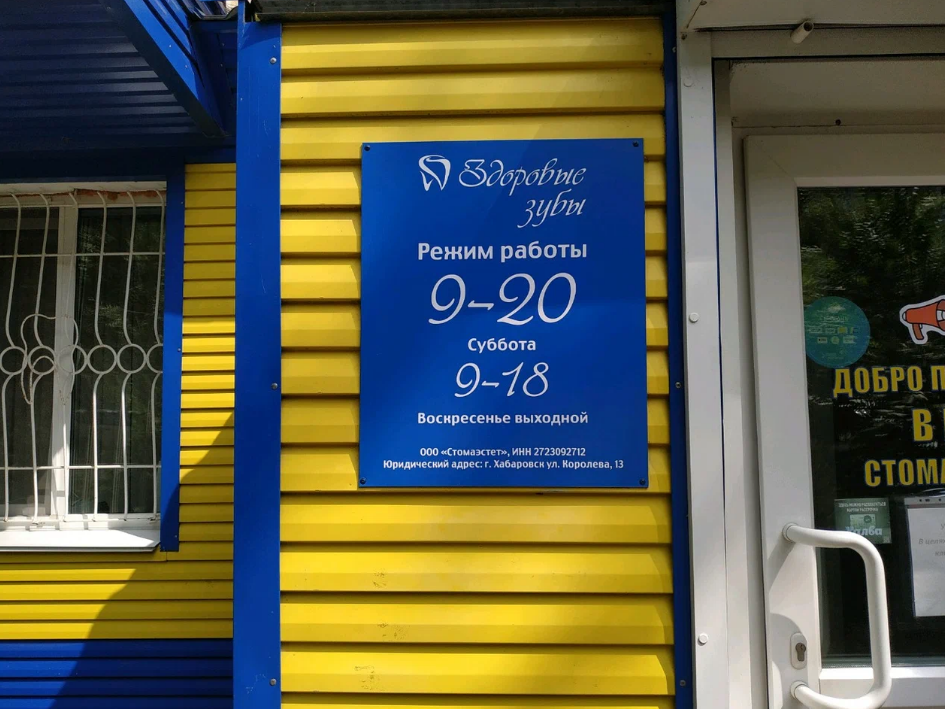 Здоровые
зубы
Режим работы
9-20
Суббота
9-18
Воскресенье выходной
ООО «Стомаэстет», ИНН 2723092712
Юридический адрес: г. Хабаровск ул. Королева, 13
ДОБРО П
В
СТОМА
Халва